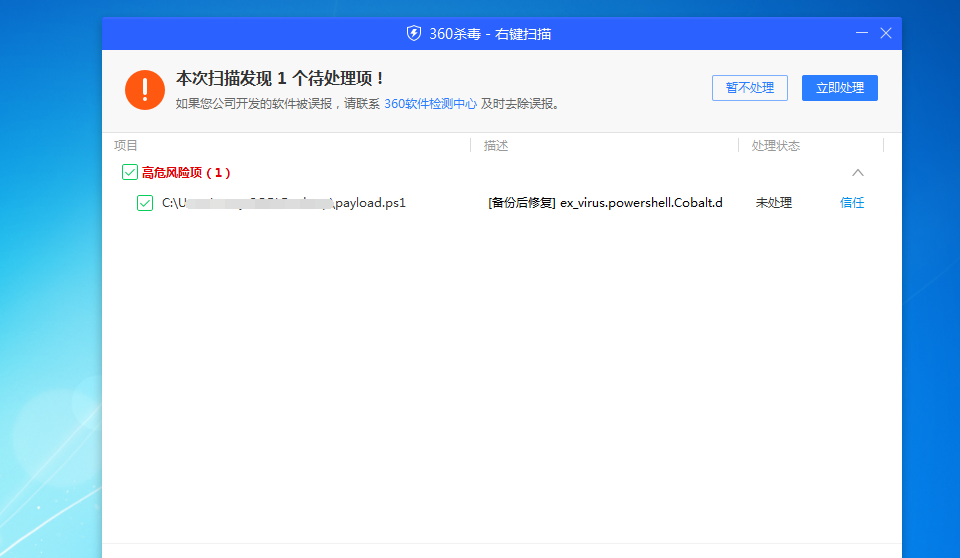 360杀毒 - 右键扫描
本次扫描发现 1 个待处理项！
如果您公司开发的软件被误报，请联系 360软件检测中心 及时去除误报。
暂不处理 立即处理
项目 描述 处理状态
高危风险项（1）
C:\U \payload.ps1 [备份后修复] ex_virus.powershell.Cobalt.d 未处理 信任